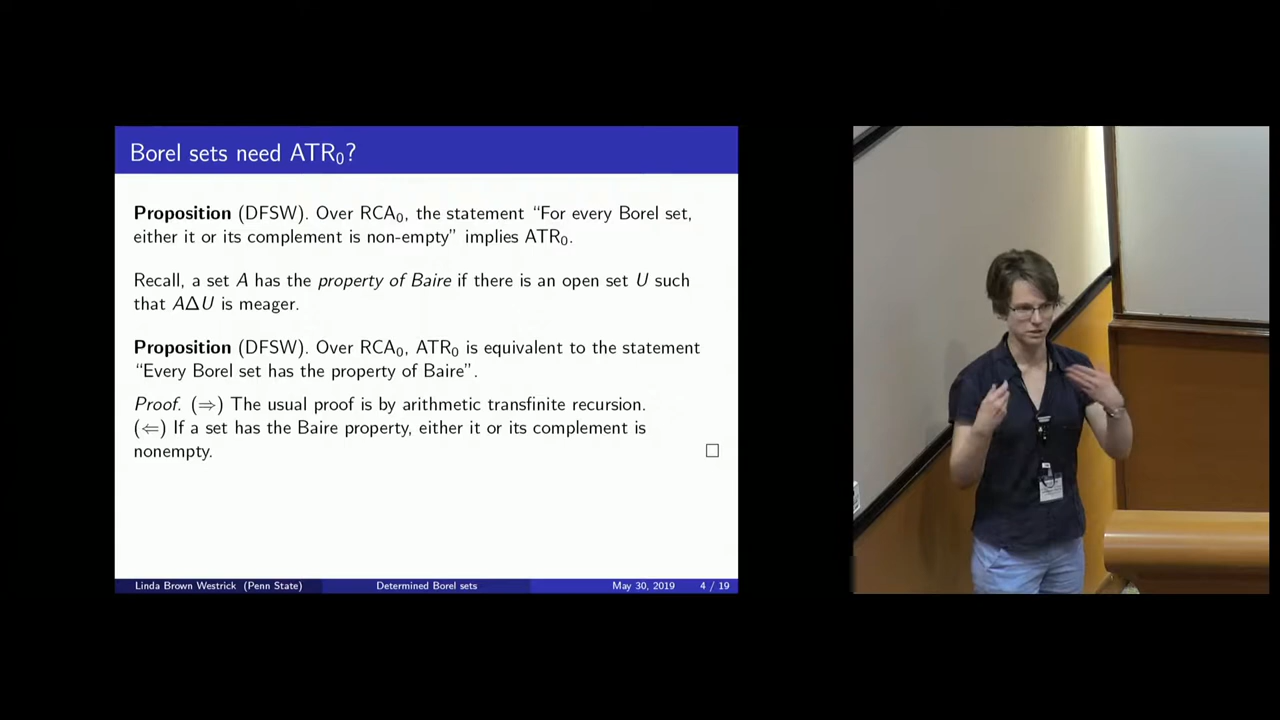 Borel sets need ATR₀?
Proposition (DFSW). Over RCA₀, the statement “For every Borel set,
either it or its complement is non-empty” implies ATR₀.
Recall, a set A has the property of Baire if there is an open set U such
that AΔU is meager.
Proposition (DFSW). Over RCA₀, ATR₀ is equivalent to the statement
“Every Borel set has the property of Baire”.
Proof. (⇒) The usual proof is by arithmetic transfinite recursion.
(⇐) If a set has the Baire property, either it or its complement is
nonempty. □
Linda Brown Westrick (Penn State) Determined Borel sets May 30, 2019 4 / 19